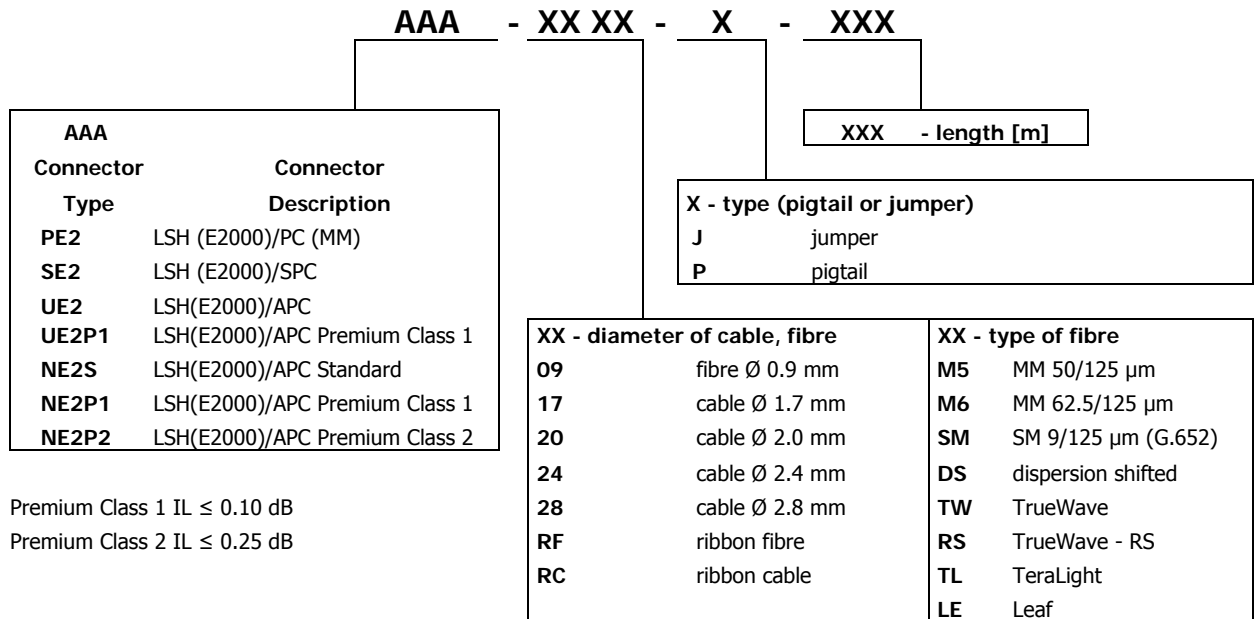 AAA - XX XX - X - XXX
AAA
Connector Connector
Type Description
PE2 LSH (E2000)/PC (MM)
SE2 LSH (E2000)/SPC
UE2 LSH(E2000)/APC
UE2P1 LSH(E2000)/APC Premium Class 1
NE2S LSH(E2000)/APC Standard
NE2P1 LSH(E2000)/APC Premium Class 1
NE2P2 LSH(E2000)/APC Premium Class 2
Premium Class 1 IL ≤ 0.10 dB
Premium Class 2 IL ≤ 0.25 dB
XXX - length [m]
X - type (pigtail or jumper)
J jumper
P pigtail
XX - diameter of cable, fibre
09 fibre Ø 0.9 mm
17 cable Ø 1.7 mm
20 cable Ø 2.0 mm
24 cable Ø 2.4 mm
28 cable Ø 2.8 mm
RF ribbon fibre
RC ribbon cable
XX - type of fibre
M5 MM 50/125 µm
M6 MM 62.5/125 µm
SM SM 9/125 µm (G.652)
DS dispersion shifted
TW TrueWave
RS TrueWave - RS
TL TeraLight
LE Leaf